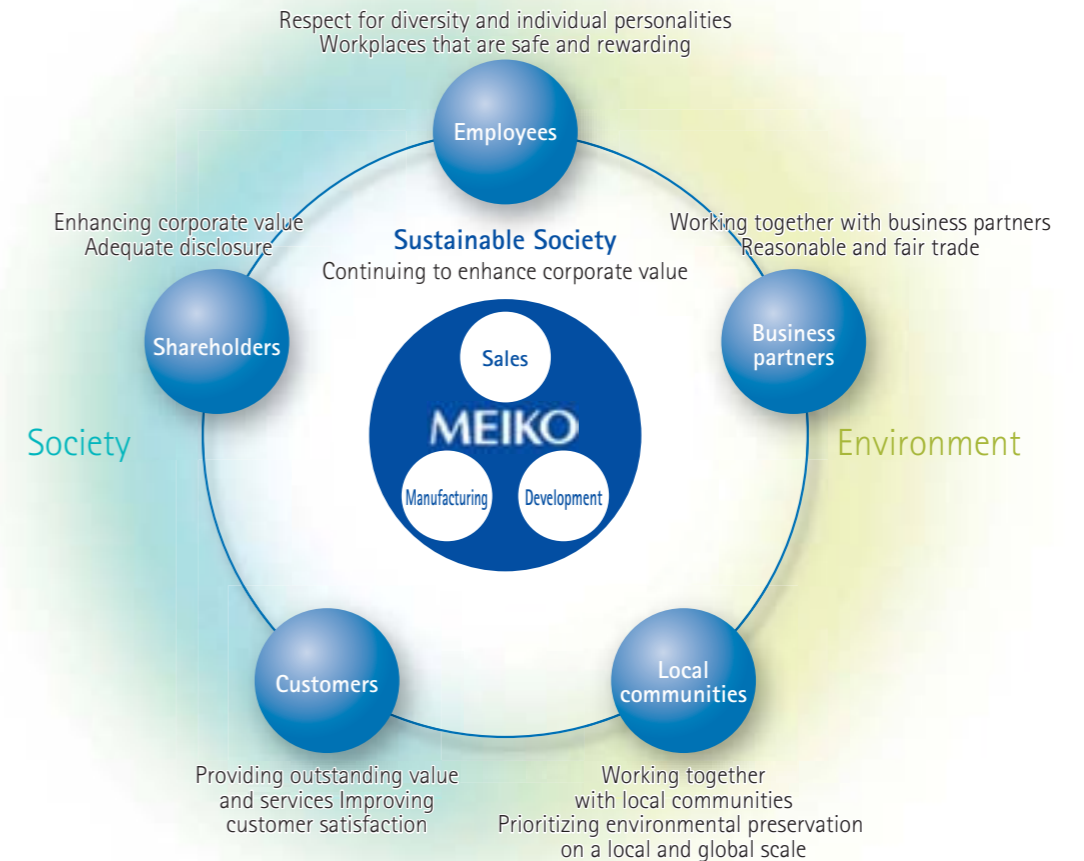 Respect for diversity and individual personalities
Workplaces that are safe and rewarding
Employees
Enhancing corporate value
Adequate disclosure
Shareholders
Sustainable Society
Continuing to enhance corporate value
Working together with business partners
Reasonable and fair trade
Business
partners
Sales
MEIKO
Manufacturing
Development
Society
Environment
Customers
Providing outstanding value
and services Improving
customer satisfaction
Local
communities
Working together
with local communities
Prioritizing environmental preservation
on a local and global scale